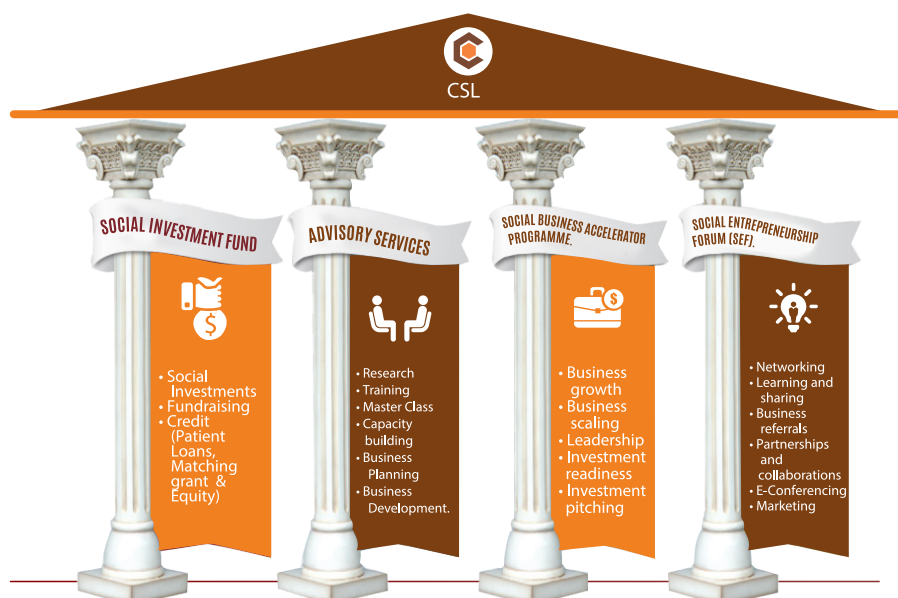 CSL
SOCIAL INVESTMENT FUND
$
• Social
Investments
• Fundraising
• Credit
(Patient
Loans,
Matching
grant &
Equity)
ADVISORY SERVICES
• Research
• Training
• Master Class
• Capacity
building
• Business
Planning
• Business
Development.
SOCIAL BUSINESS ACCELERATOR
PROGRAMME.
$
• Business
growth
• Business
scaling
• Leadership
• Investment
readiness
• Investment
pitching
SOCIAL ENTREPRENEURSHIP
FORUM (SEF).
• Networking
• Learning and
sharing
• Business
referrals
• Partnerships
and
collaborations
• E-Conferencing
• Marketing